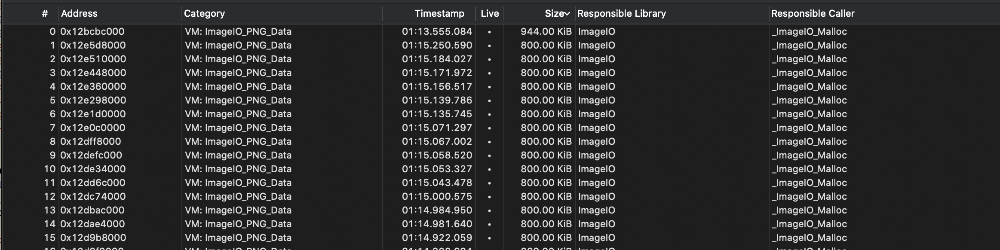 # Address Category Timestamp Live Size Responsible Library Responsible Caller
0 0x12bcbc000 VM: ImageIO_PNG_Data 01:13.555.084 • 944.00 KiB ImageIO _ImageIO_Malloc
1 0x12e5d8000 VM: ImageIO_PNG_Data 01:15.250.590 • 800.00 KiB ImageIO _ImageIO_Malloc
2 0x12e510000 VM: ImageIO_PNG_Data 01:15.184.027 • 800.00 KiB ImageIO _ImageIO_Malloc
3 0x12e448000 VM: ImageIO_PNG_Data 01:15.171.972 • 800.00 KiB ImageIO _ImageIO_Malloc
4 0x12e360000 VM: ImageIO_PNG_Data 01:15.156.517 • 800.00 KiB ImageIO _ImageIO_Malloc
5 0x12e298000 VM: ImageIO_PNG_Data 01:15.139.786 • 800.00 KiB ImageIO _ImageIO_Malloc
6 0x12e1d0000 VM: ImageIO_PNG_Data 01:15.135.745 • 800.00 KiB ImageIO _ImageIO_Malloc
7 0x12e0c0000 VM: ImageIO_PNG_Data 01:15.071.297 • 800.00 KiB ImageIO _ImageIO_Malloc
8 0x12dff8000 VM: ImageIO_PNG_Data 01:15.067.002 • 800.00 KiB ImageIO _ImageIO_Malloc
9 0x12defc000 VM: ImageIO_PNG_Data 01:15.058.520 • 800.00 KiB ImageIO _ImageIO_Malloc
10 0x12de34000 VM: ImageIO_PNG_Data 01:15.053.327 • 800.00 KiB ImageIO _ImageIO_Malloc
11 0x12dd6c000 VM: ImageIO_PNG_Data 01:15.043.478 • 800.00 KiB ImageIO _ImageIO_Malloc
12 0x12dc74000 VM: ImageIO_PNG_Data 01:15.000.575 • 800.00 KiB ImageIO _ImageIO_Malloc
13 0x12dbac000 VM: ImageIO_PNG_Data 01:14.984.950 • 800.00 KiB ImageIO _ImageIO_Malloc
14 0x12dae4000 VM: ImageIO_PNG_Data 01:14.981.640 • 800.00 KiB ImageIO _ImageIO_Malloc
15 0x12d9b8000 VM: ImageIO_PNG_Data 01:14.922.059 • 800.00 KiB ImageIO _ImageIO_Malloc